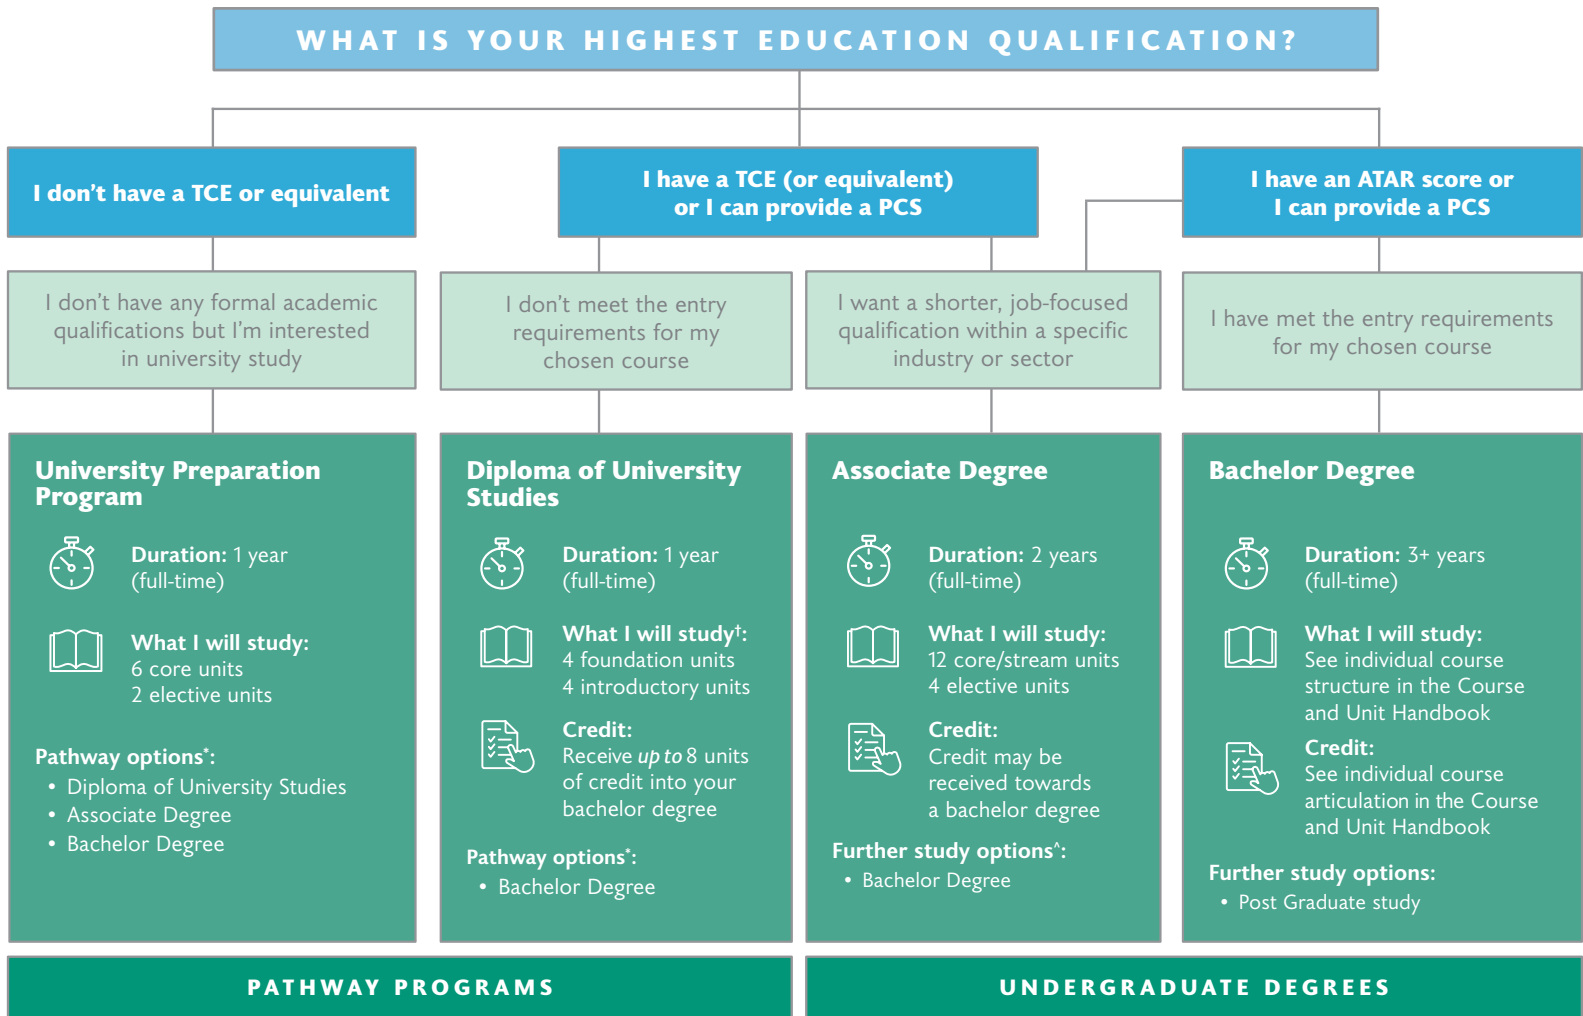 WHAT IS YOUR HIGHEST EDUCATION QUALIFICATION?
I don't have a TCE or equivalent
I have a TCE (or equivalent)
or I can provide a PCS
I have an ATAR score or
I can provide a PCS
I don't have any formal academic
qualifications but I'm interested
in university study
I don't meet the entry
requirements for my
chosen course
I want a shorter, job-focused
qualification within a specific
industry or sector
I have met the entry requirements
for my chosen course
University Preparation
Program
Duration: 1 year
(full-time)
What I will study:
6 core units
2 elective units
Pathway options*:
• Diploma of University Studies
• Associate Degree
• Bachelor Degree
Diploma of University
Studies
Duration: 1 year
(full-time)
What I will study†:
4 foundation units
4 introductory units
Credit:
Receive up to 8 units
of credit into your
bachelor degree
Pathway options*:
• Bachelor Degree
Associate Degree
Duration: 2 years
(full-time)
What I will study:
12 core/stream units
4 elective units
Credit:
Credit may be
received towards
a bachelor degree
Further study options^:
• Bachelor Degree
Bachelor Degree
Duration: 3+ years
(full-time)
What I will study:
See individual course
structure in the Course
and Unit Handbook
Credit:
See individual course
articulation in the Course
and Unit Handbook
Further study options:
• Post Graduate study
PATHWAY PROGRAMS
UNDERGRADUATE DEGREES